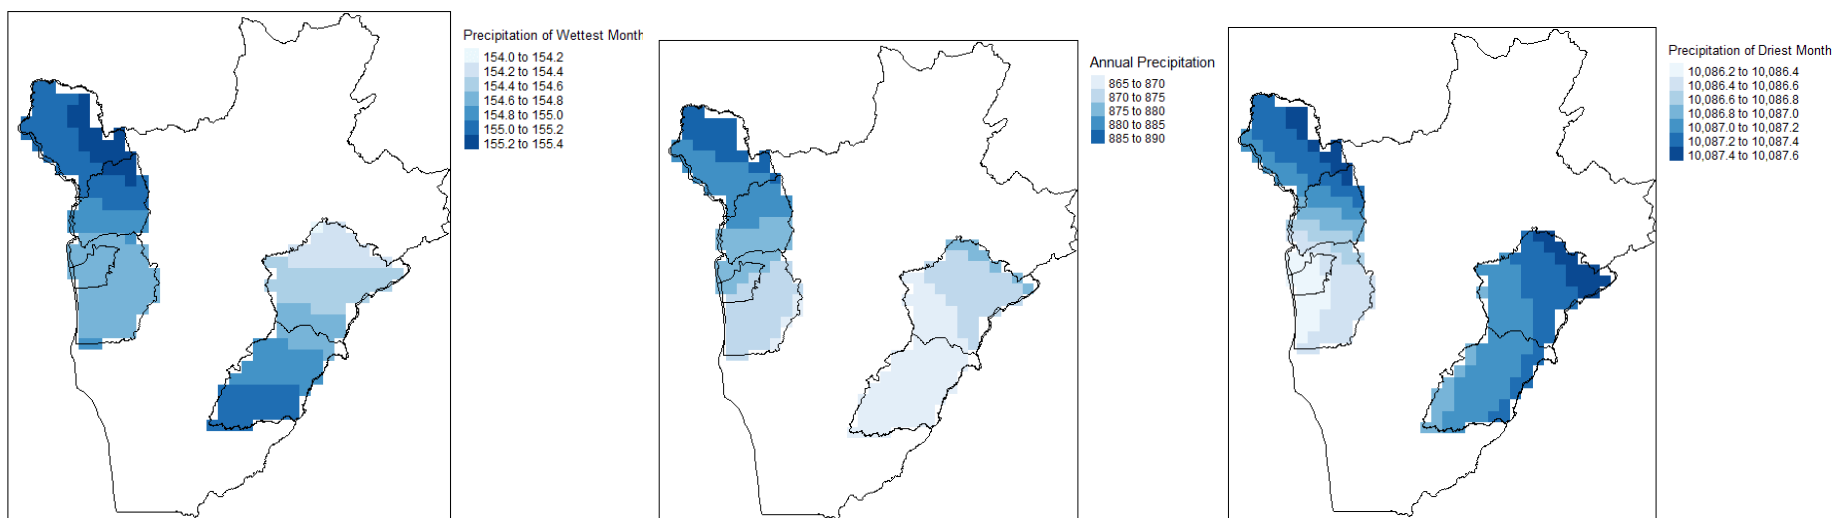 Precipitation of Wettest Month
154.0 to 154.2
154.2 to 154.4
154.4 to 154.6
154.6 to 154.8
154.8 to 155.0
155.0 to 155.2
155.2 to 155.4
Annual Precipitation
865 to 870
870 to 875
875 to 880
880 to 885
885 to 890
Precipitation of Driest Month
10,086.2 to 10,086.4
10,086.4 to 10,086.6
10,086.6 to 10,086.8
10,086.8 to 10,087.0
10,087.0 to 10,087.2
10,087.2 to 10,087.4
10,087.4 to 10,087.6